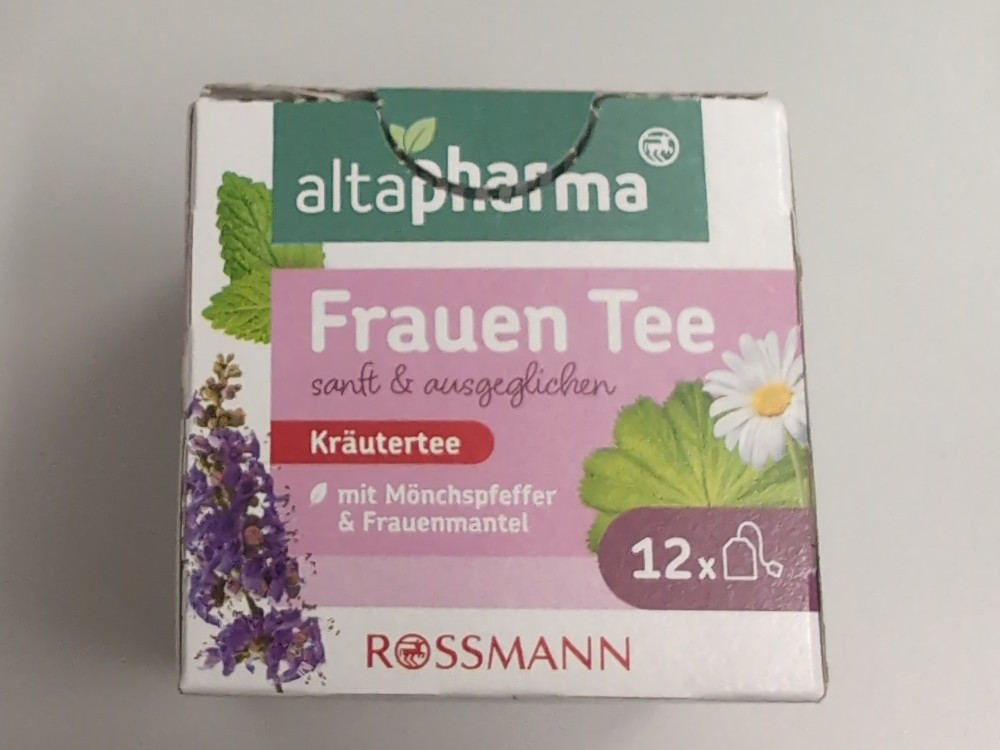 altapharma
Frauen Tee
sanft & ausgeglichen
Kräutertee
mit Mönchspfeffer
& Frauenmantel
12x
ROSSMANN